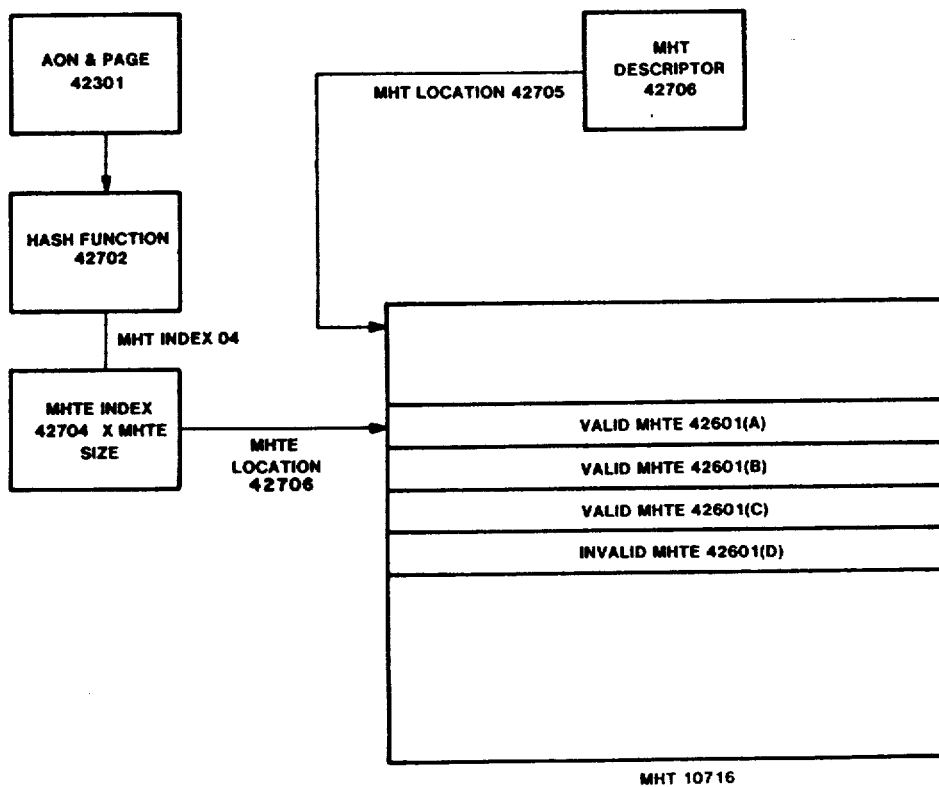 AON & PAGE
42301
MHT
DESCRIPTOR
42706
MHT LOCATION 42705
HASH FUNCTION
42702
MHT INDEX 04
MHTE INDEX
42704 X MHTE
SIZE
MHTE
LOCATION
42706
VALID MHTE 42601(A)
VALID MHTE 42601(B)
VALID MHTE 42601(C)
INVALID MHTE 42601(D)
MHT 10716